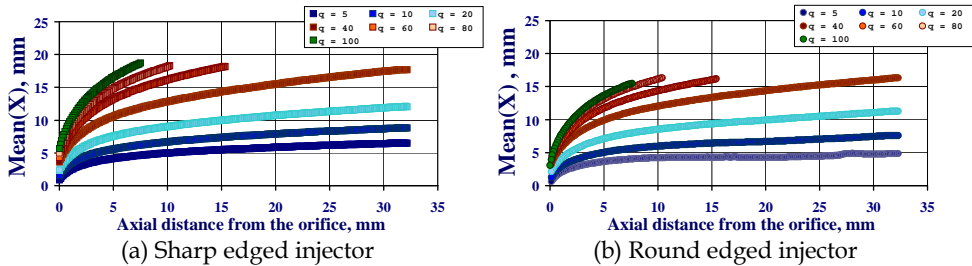 q = 5 q = 10 q = 20
q = 40 q = 60 q = 80
q = 100
25
20
15
10
5
0
Mean(X), mm
0 5 10 15 20 25 30 35
Axial distance from the orifice, mm
(a) Sharp edged injector
q = 5 q = 10 q = 20
q = 40 q = 60 q = 80
q = 100
25
20
15
10
5
0
Mean(X) , mm
0 5 10 15 20 25 30 35
Axial distance from the orifice, mm
(b) Round edged injector